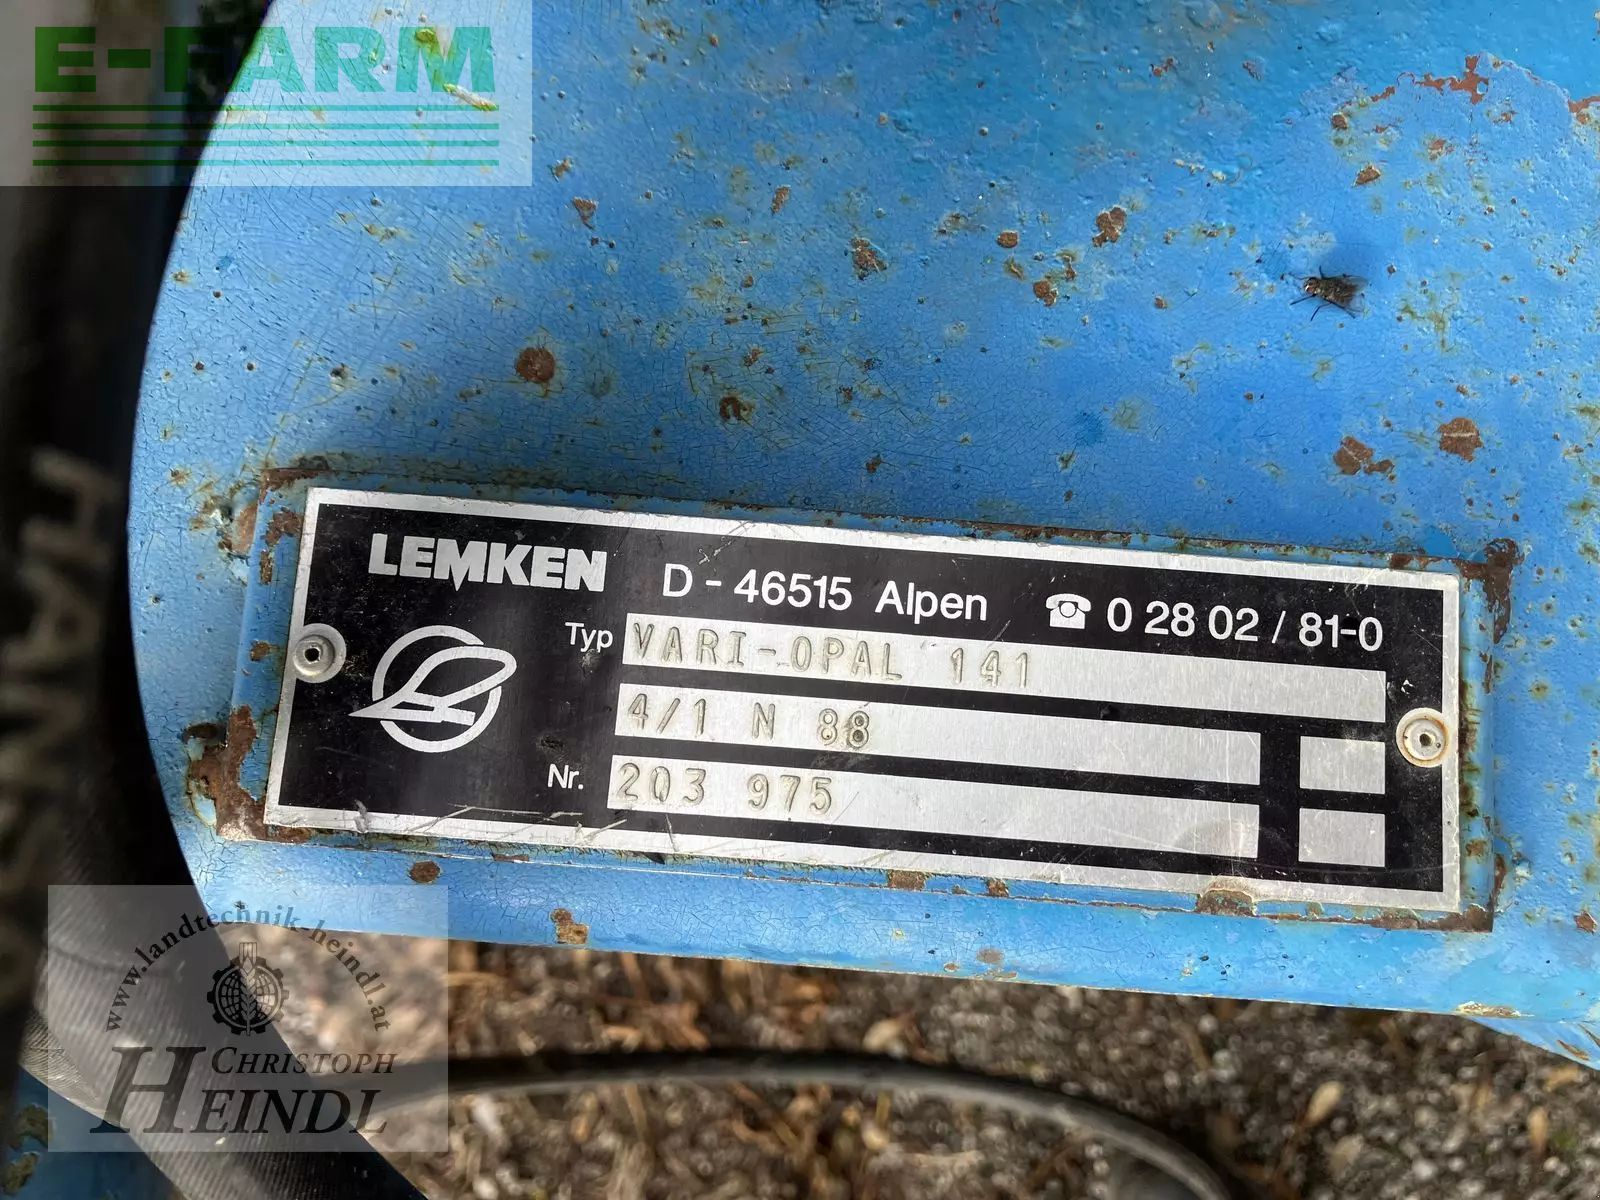 E-FARM
LEMKEN D - 46515 Alpen ☎ 0 28 02 / 81-0
Typ VARI-OPAL 141
4/1 N 88
Nr. 203 975
www.landtechnik-heindl.at
CHRISTOPH
HEINDL